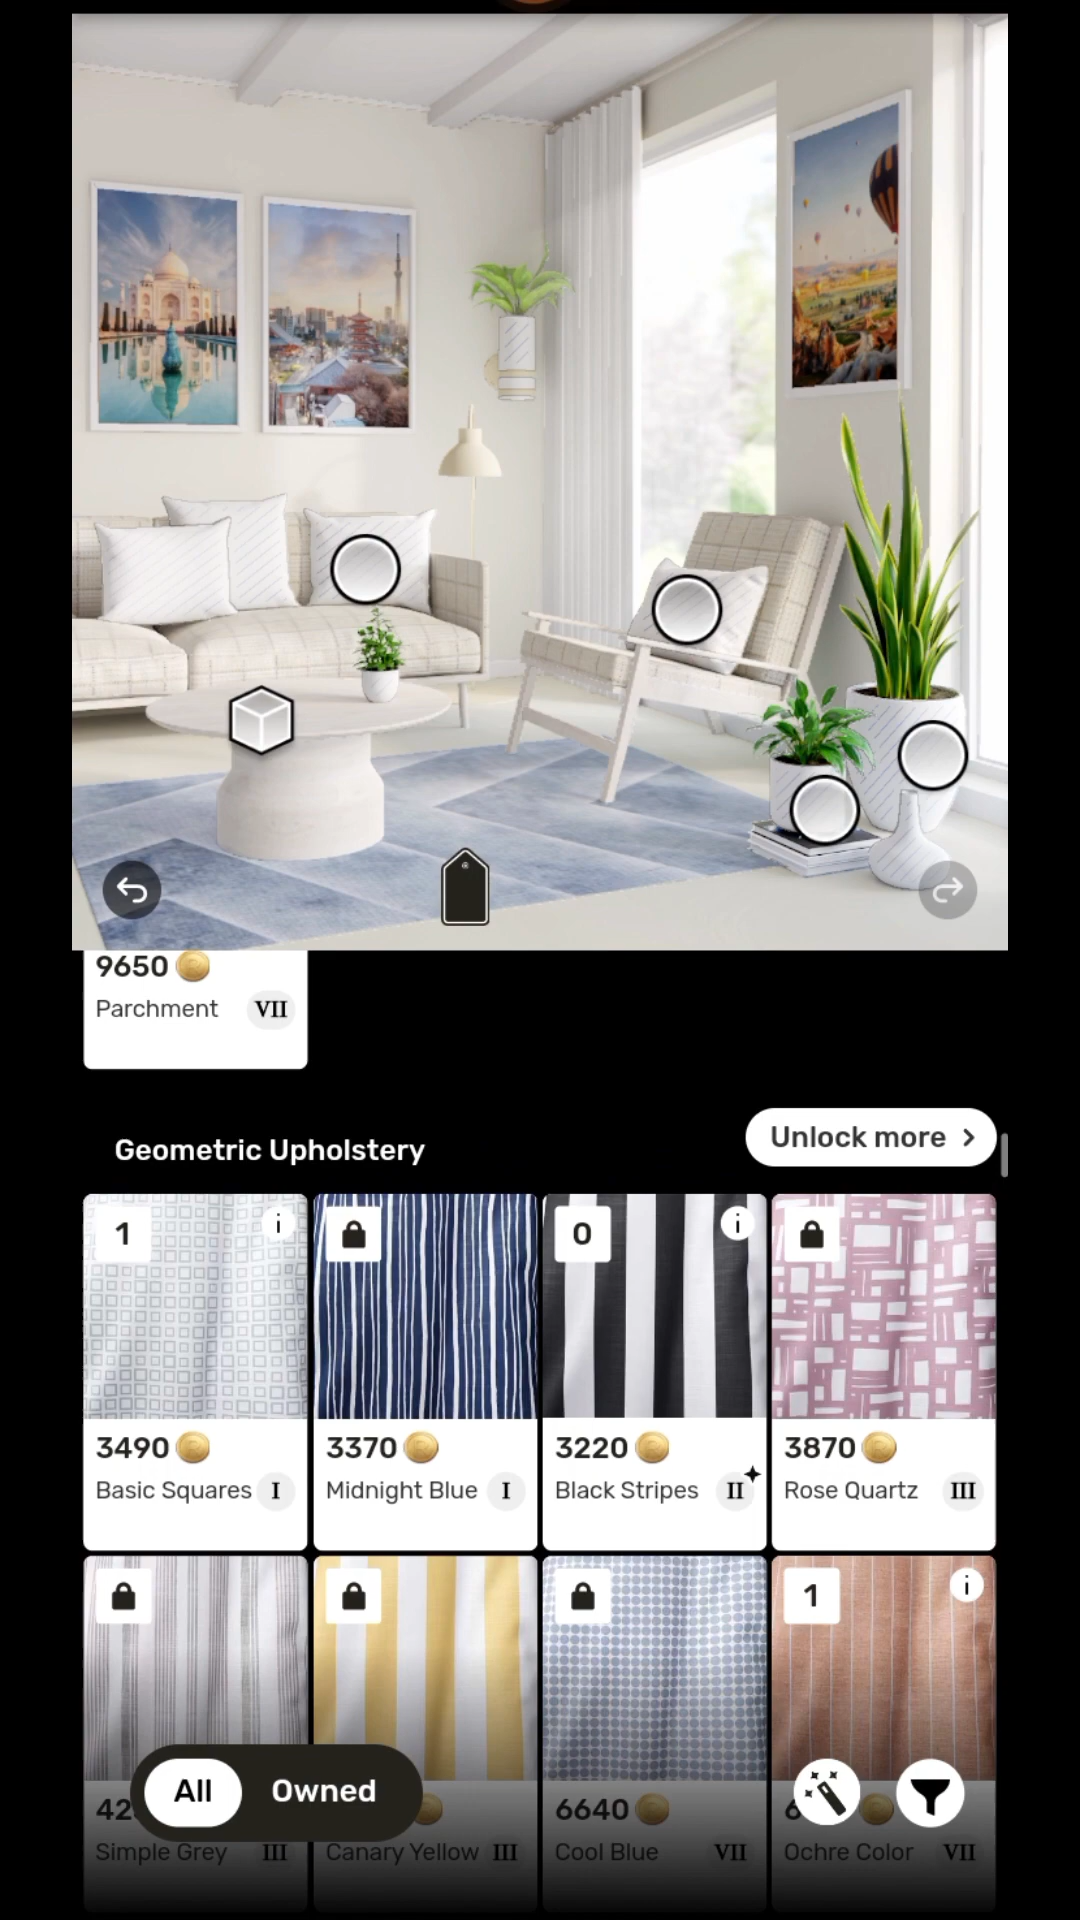 9650
Parchment VII
Geometric Upholstery
Unlock more
1 i
0 i
3490
Basic Squares I
3370
Midnight Blue I
3220
Black Stripes II
3870
Rose Quartz III
1 i
All Owned
42
Simple Grey III
Canary Yellow III
6640
Cool Blue VII
6
Ochre Color VII